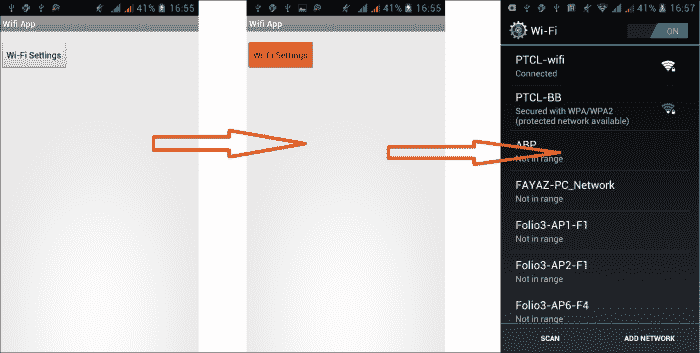 41% 16:55
Wifi App
Wi-Fi Settings
41% 16:55
Wifi App
Wi-Fi Settings
41% 16:57
Wi-Fi
ON
PTCL-wifi
Connected
PTCL-BB
Secured with WPA/WPA2
(protected network available)
ABP
Not in range
FAYAZ-PC_Network
Not in range
Folio3-AP1-F1
Not in range
Folio3-AP2-F1
Not in range
Folio3-AP6-F4
Not in range
SCAN
ADD NETWORK